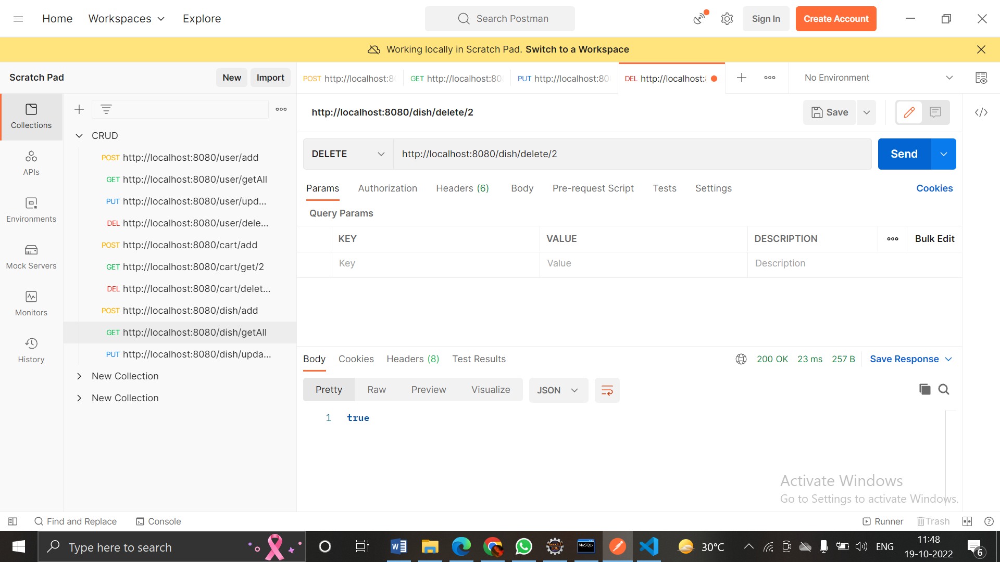 Home Workspaces Explore
Search Postman
Sign In Create Account
Working locally in Scratch Pad. Switch to a Workspace
Scratch Pad New Import
POST http://localhost:80
GET http://localhost:80
PUT http://localhost:80
DEL http://localhost:
No Environment
Collections
APIs
Environments
Mock Servers
Monitors
History
CRUD
POST http://localhost:8080/user/add
GET http://localhost:8080/user/getAll
PUT http://localhost:8080/user/upd...
DEL http://localhost:8080/user/dele...
POST http://localhost:8080/cart/add
GET http://localhost:8080/cart/get/2
DEL http://localhost:8080/cart/delet...
POST http://localhost:8080/dish/add
GET http://localhost:8080/dish/getAll
PUT http://localhost:8080/dish/upda...
New Collection
New Collection
http://localhost:8080/dish/delete/2
Save
DELETE http://localhost:8080/dish/delete/2 Send
Params Authorization Headers (6) Body Pre-request Script Tests Settings Cookies
Query Params
KEY VALUE DESCRIPTION Bulk Edit
Key Value Description
Body Cookies Headers (8) Test Results 200 OK 23 ms 257 B Save Response
Pretty Raw Preview Visualize JSON
1 true
Activate Windows
Go to Settings to activate Windows.
Find and Replace Console Runner Trash
Type here to search
Java EE
IDE
MySQL
30°C
ENG
11:48
19-10-2022
6